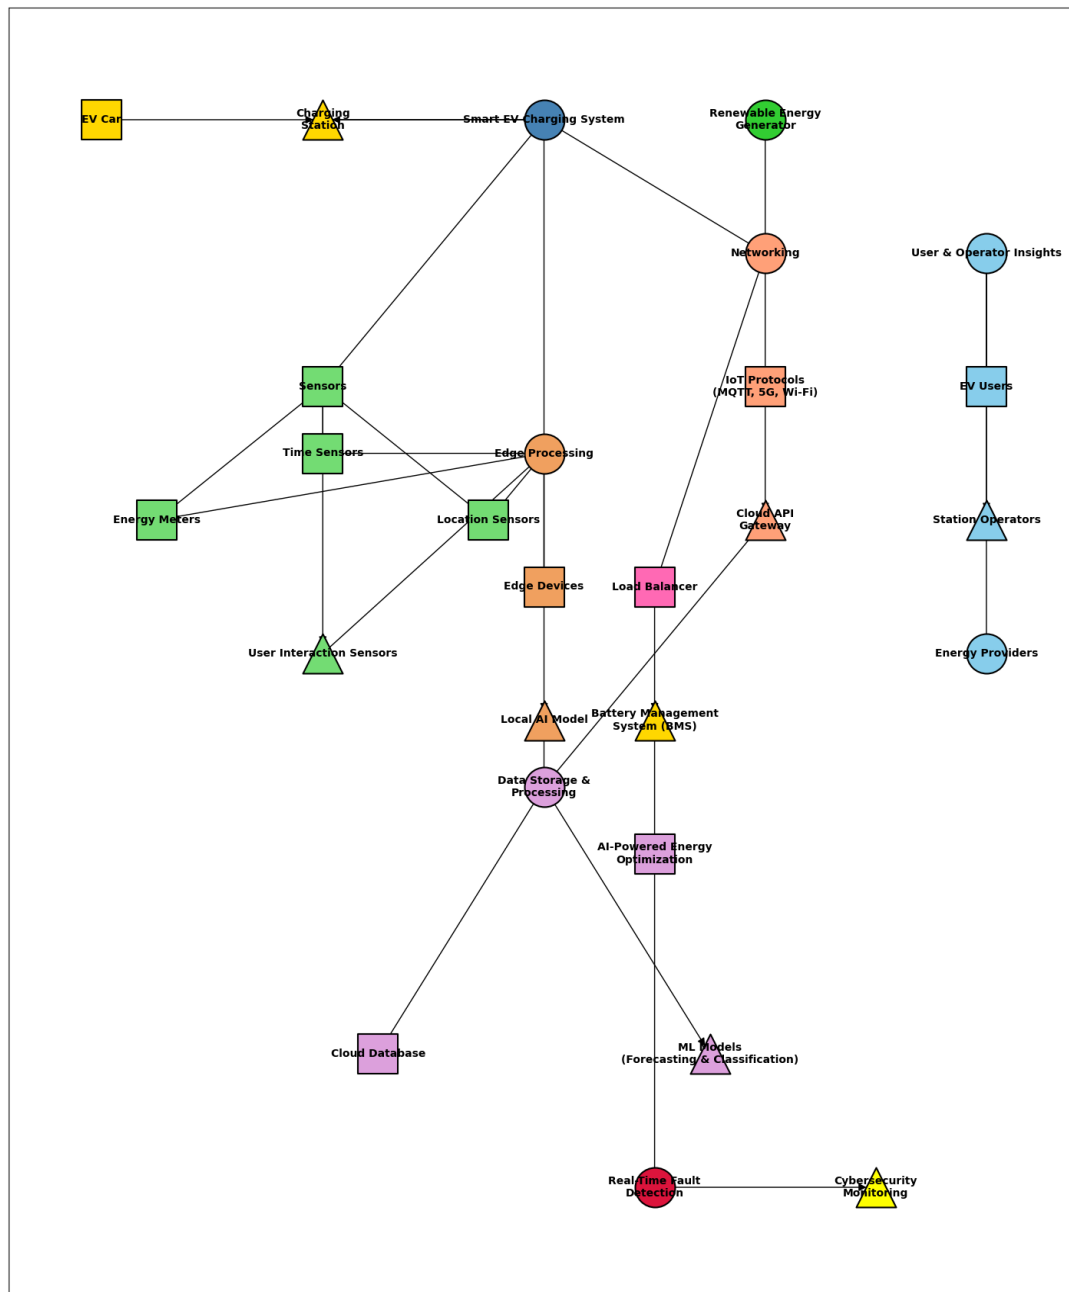 EV Car
Charging
Station
Smart EV Charging System
Renewable Energy
Generator
Networking
User & Operator Insights
Sensors
IoT Protocols
(MQTT, 5G, Wi-Fi)
EV Users
Time Sensors
Edge Processing
Energy Meters
Location Sensors
Cloud API
Gateway
Station Operators
Edge Devices
Load Balancer
User Interaction Sensors
Energy Providers
Local AI Model
Battery Management
System (BMS)
Data Storage &
Processing
AI-Powered Energy
Optimization
Cloud Database
ML Models
(Forecasting & Classification)
Real-Time Fault
Detection
Cybersecurity
Monitoring